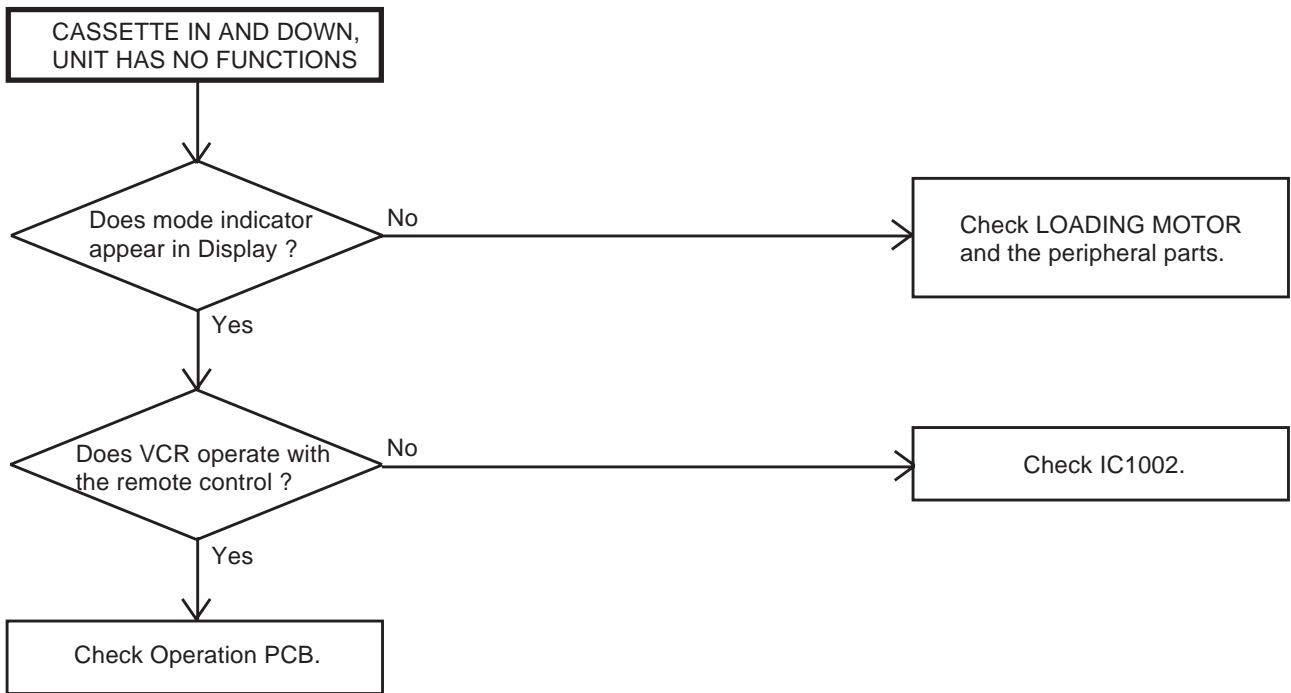 CASSETTE IN AND DOWN,
UNIT HAS NO FUNCTIONS
Does mode indicator
appear in Display ?
No
Check LOADING MOTOR
and the peripheral parts.
Yes
Does VCR operate with
the remote control ?
No
Check IC1002.
Yes
Check Operation PCB.